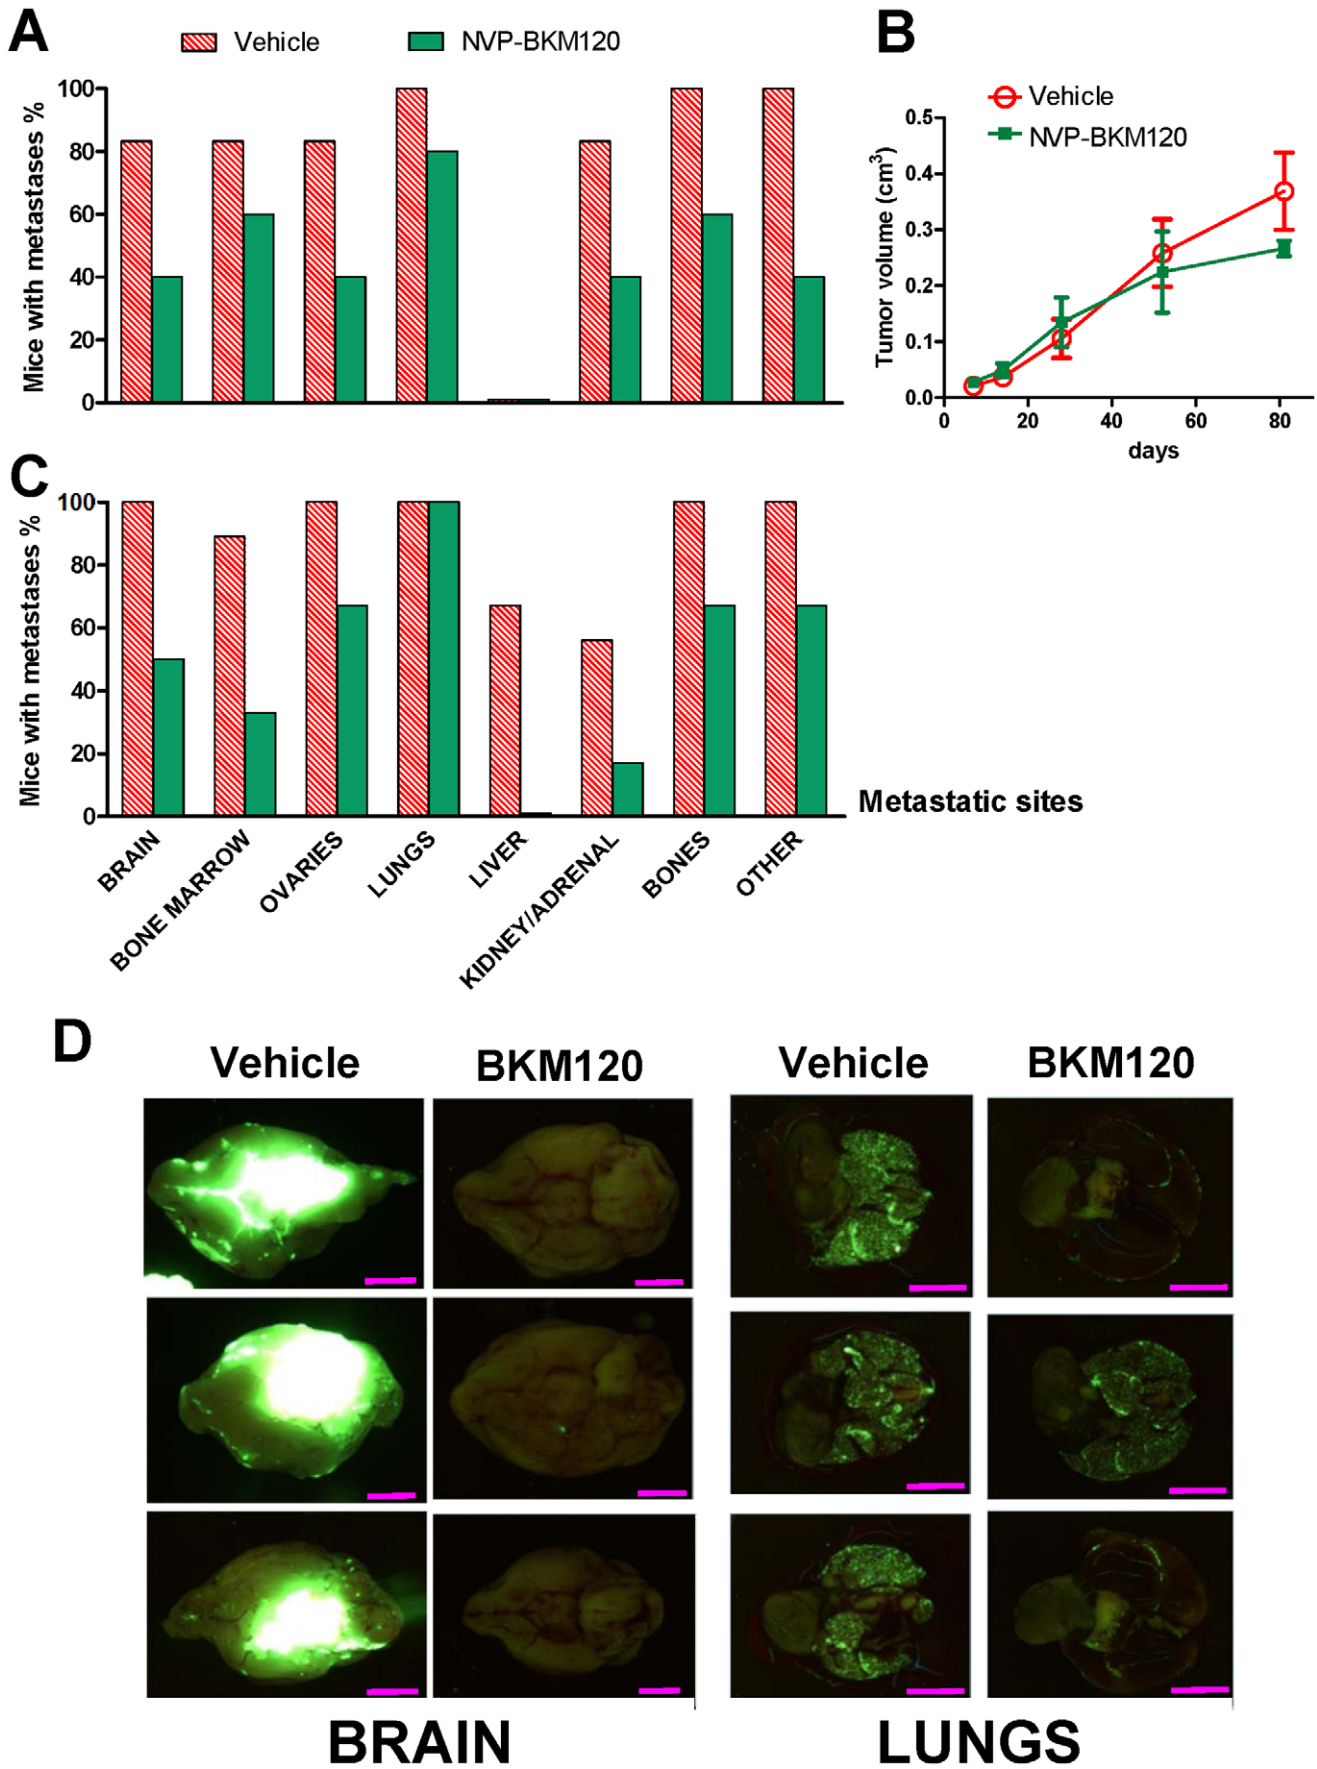 A
Vehicle
NVP-BKM120
Mice with metastases %
100
80
60
40
20
0
B
Vehicle
NVP-BKM120
Tumor volume (cm³)
0.5
0.4
0.3
0.2
0.1
0.0
0 20 40 60 80
days
C
Mice with metastases %
100
80
60
40
20
0
BRAIN
BONE MARROW
OVARIES
LUNGS
LIVER
KIDNEY/ADRENAL
BONES
OTHER
Metastatic sites
D
Vehicle
BKM120
Vehicle
BKM120
BRAIN
LUNGS